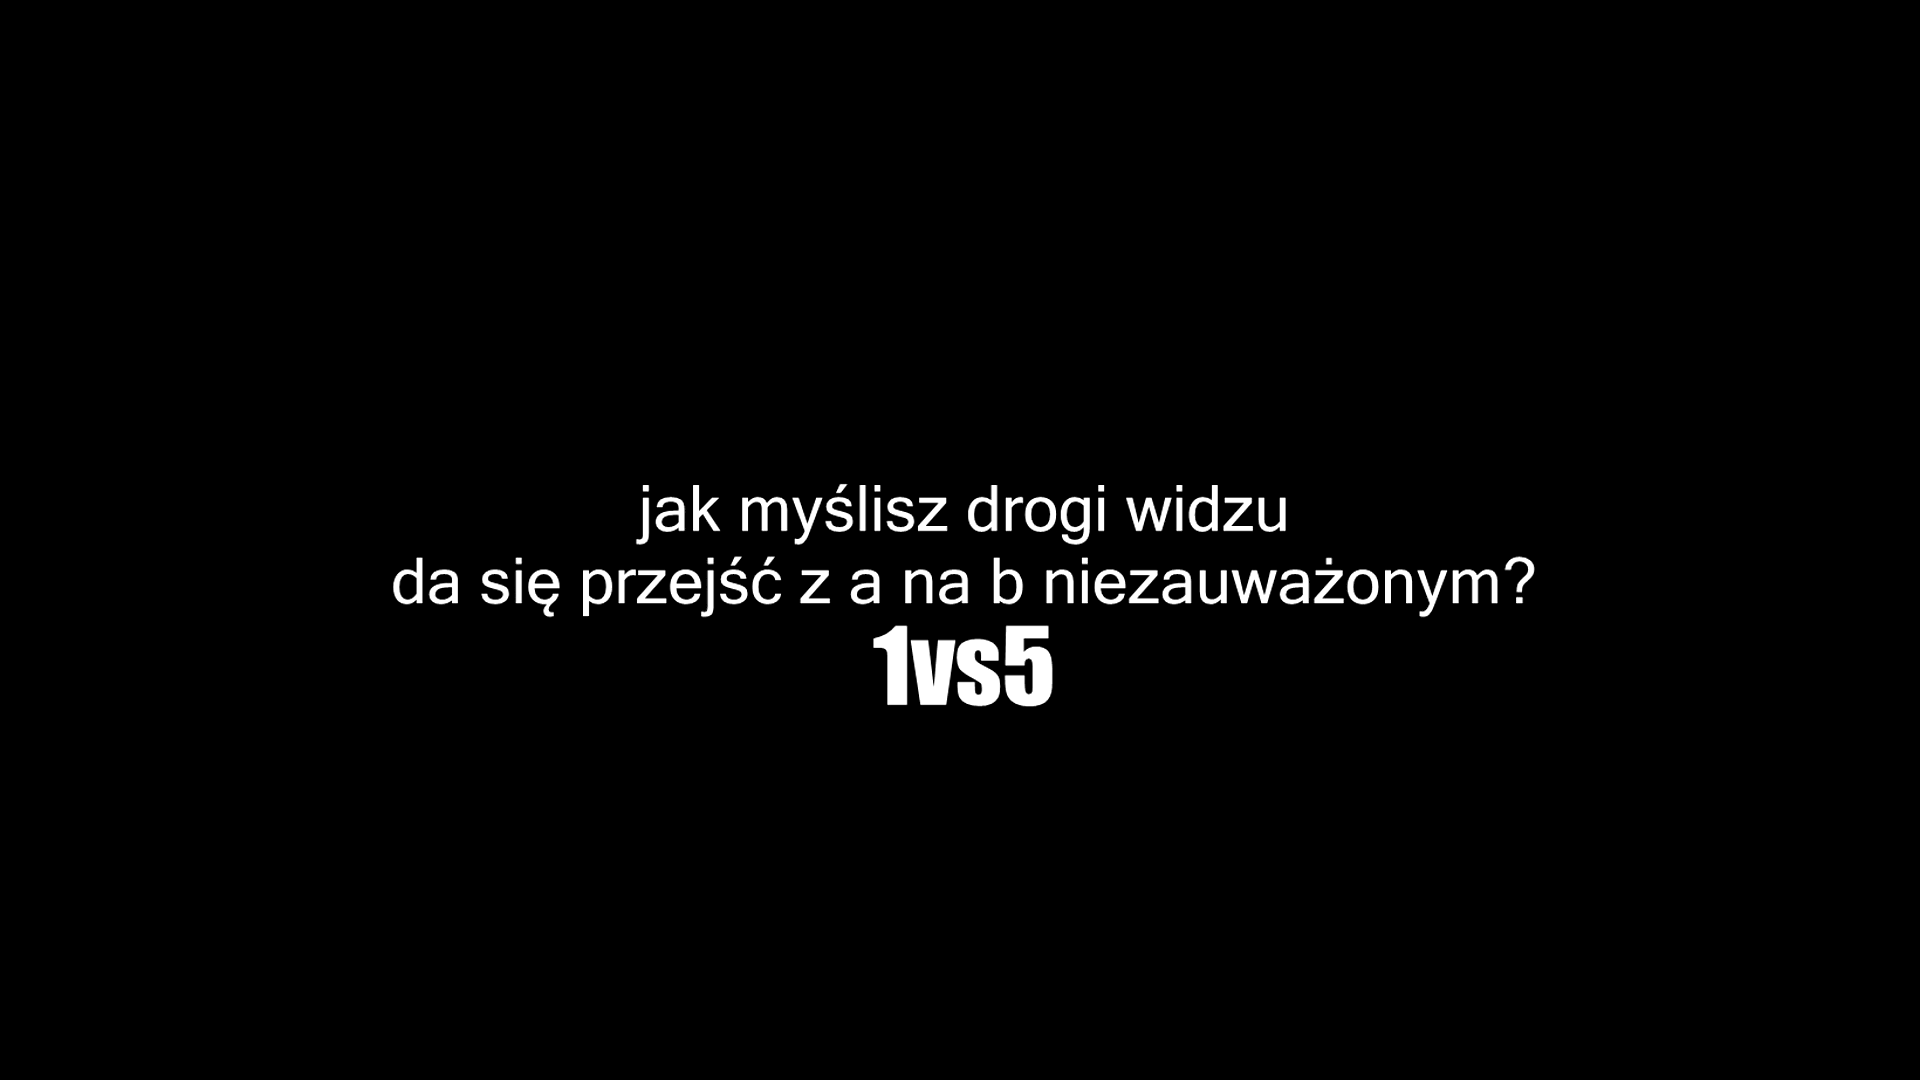 jak myślisz drogi widzu
da się przejść z a na b niezauważonym?
1vs5